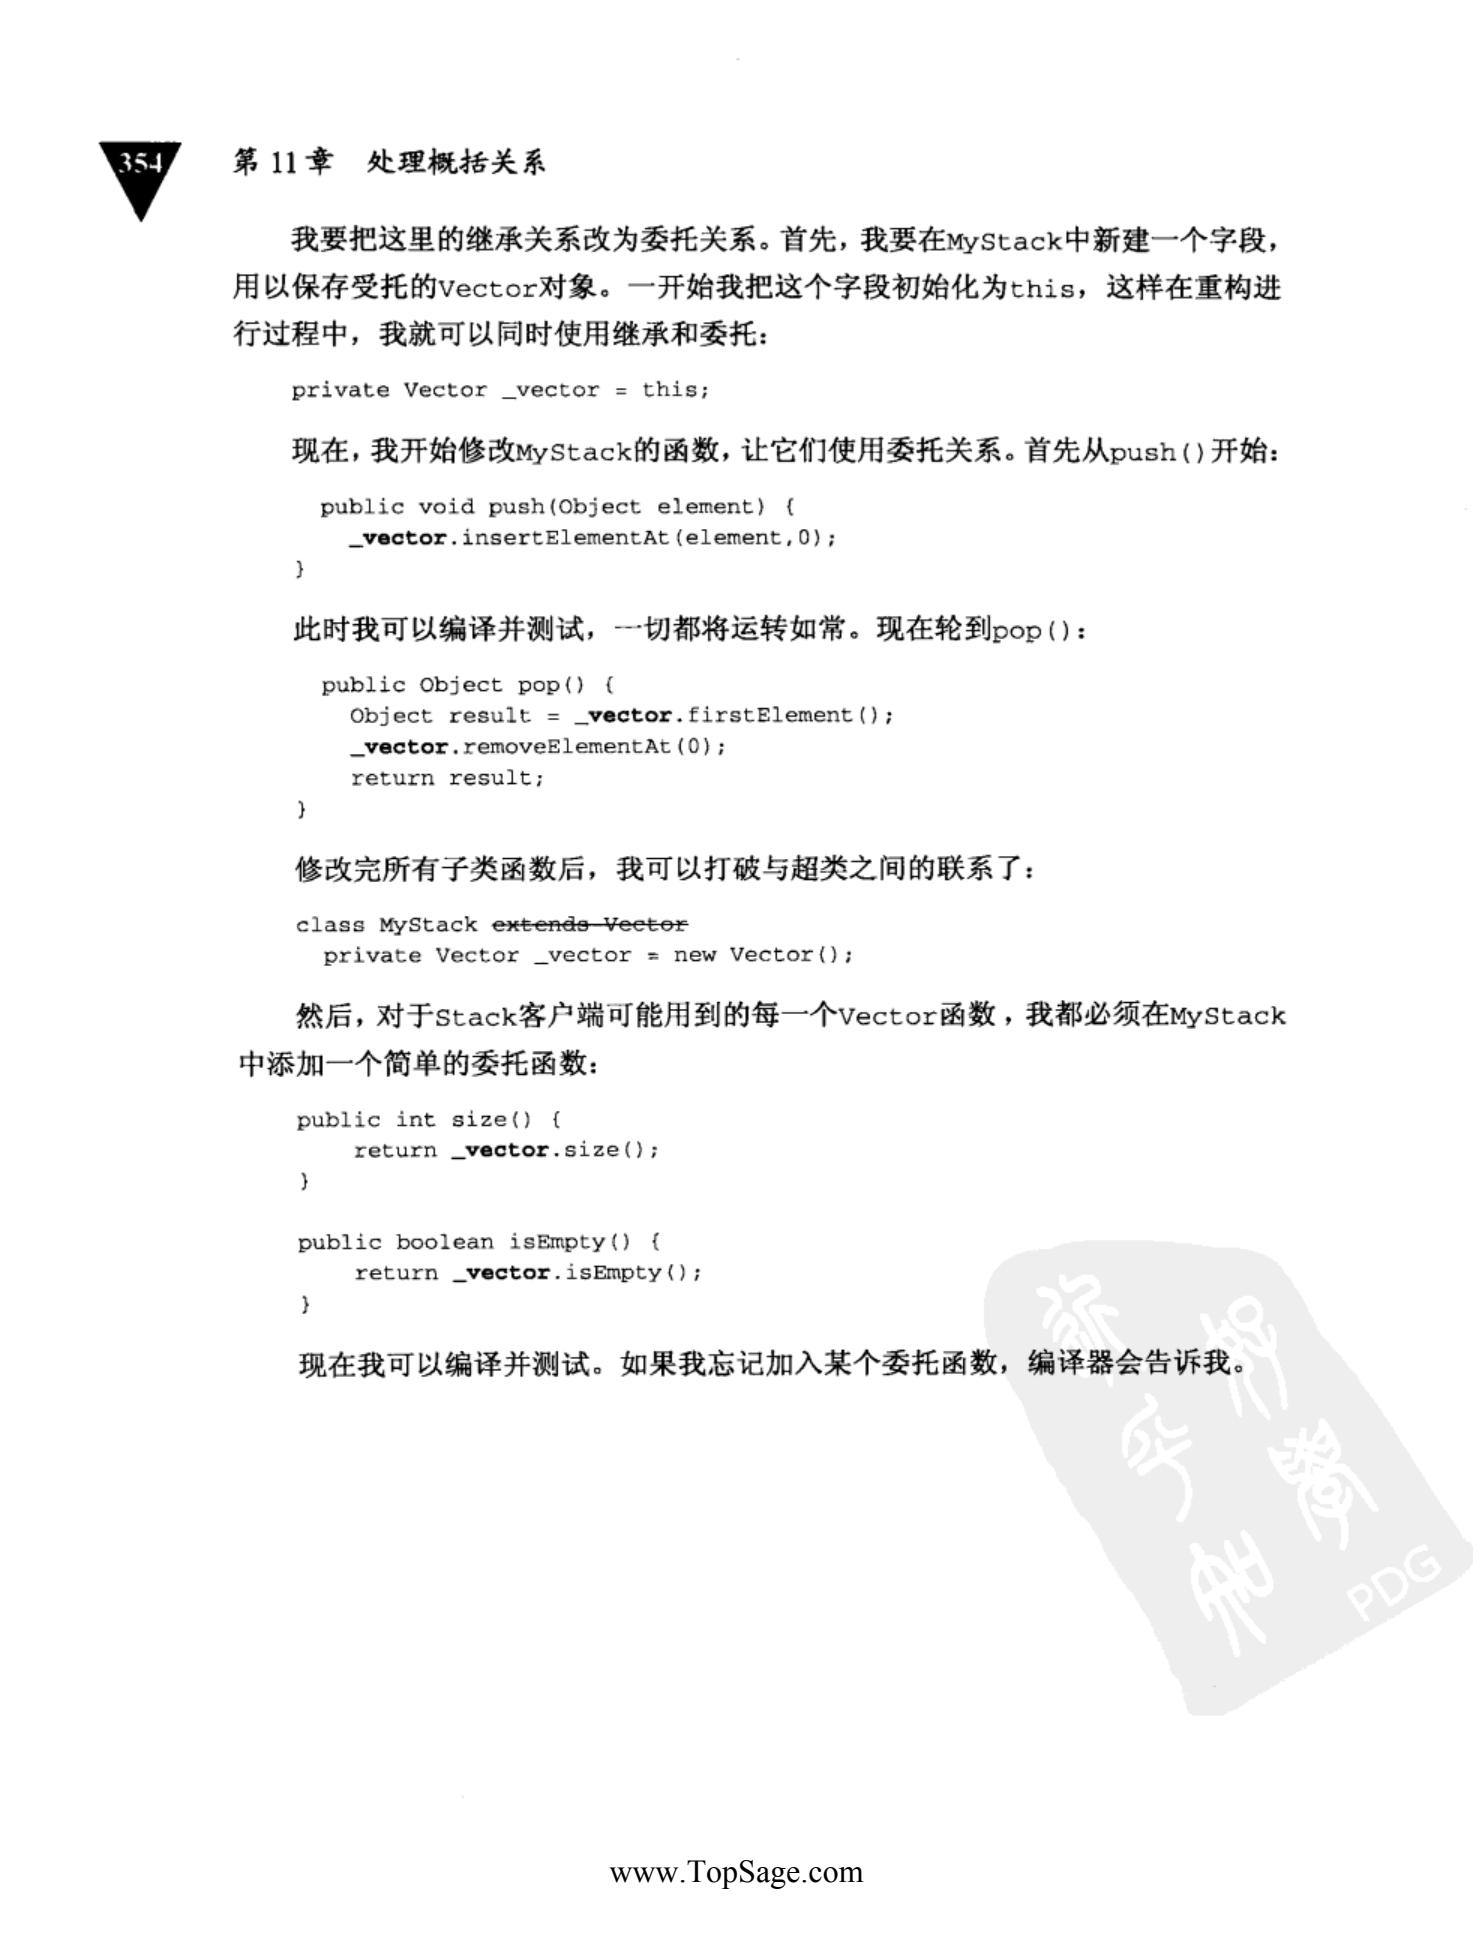 354
第 11 章 处理概括关系
我要把这里的继承关系改为委托关系。首先，我要在MyStack中新建一个字段，
用以保存受托的Vector对象。一开始我把这个字段初始化为this，这样在重构进
行过程中，我就可以同时使用继承和委托：
private Vector _vector = this;
现在，我开始修改MyStack的函数，让它们使用委托关系。首先从push()开始：
public void push(Object element) {
_vector.insertElementAt(element,0);
}
此时我可以编译并测试，一切都将运转如常。现在轮到pop()：
public Object pop() {
Object result = _vector.firstElement();
_vector.removeElementAt(0);
return result;
}
修改完所有子类函数后，我可以打破与超类之间的联系了：
class MyStack extends Vector
private Vector _vector = new Vector();
然后，对于Stack客户端可能用到的每一个Vector函数，我都必须在MyStack
中添加一个简单的委托函数：
public int size() {
return _vector.size();
}
public boolean isEmpty() {
return _vector.isEmpty();
}
现在我可以编译并测试。如果我忘记加入某个委托函数，编译器会告诉我。
PDG
www.TopSage.com